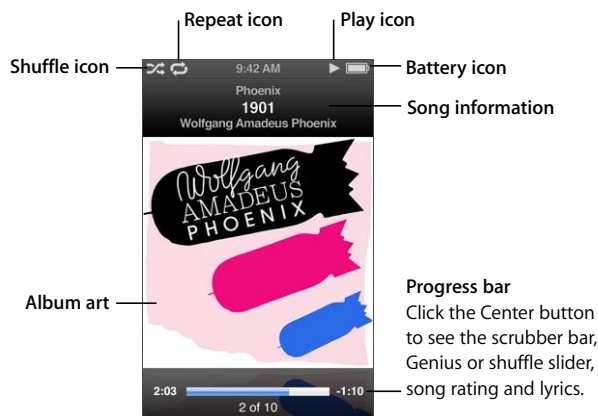 Repeat icon
Play icon
Shuffle icon
9:42 AM
Battery icon
Phoenix
1901
Wolfgang Amadeus Phoenix
Song information
Wolfgang
AMADEUS
PHOENIX
Album art
Progress bar
Click the Center button
to see the scrubber bar,
Genius or shuffle slider,
song rating and lyrics.
2:03
-1:10
2 of 10